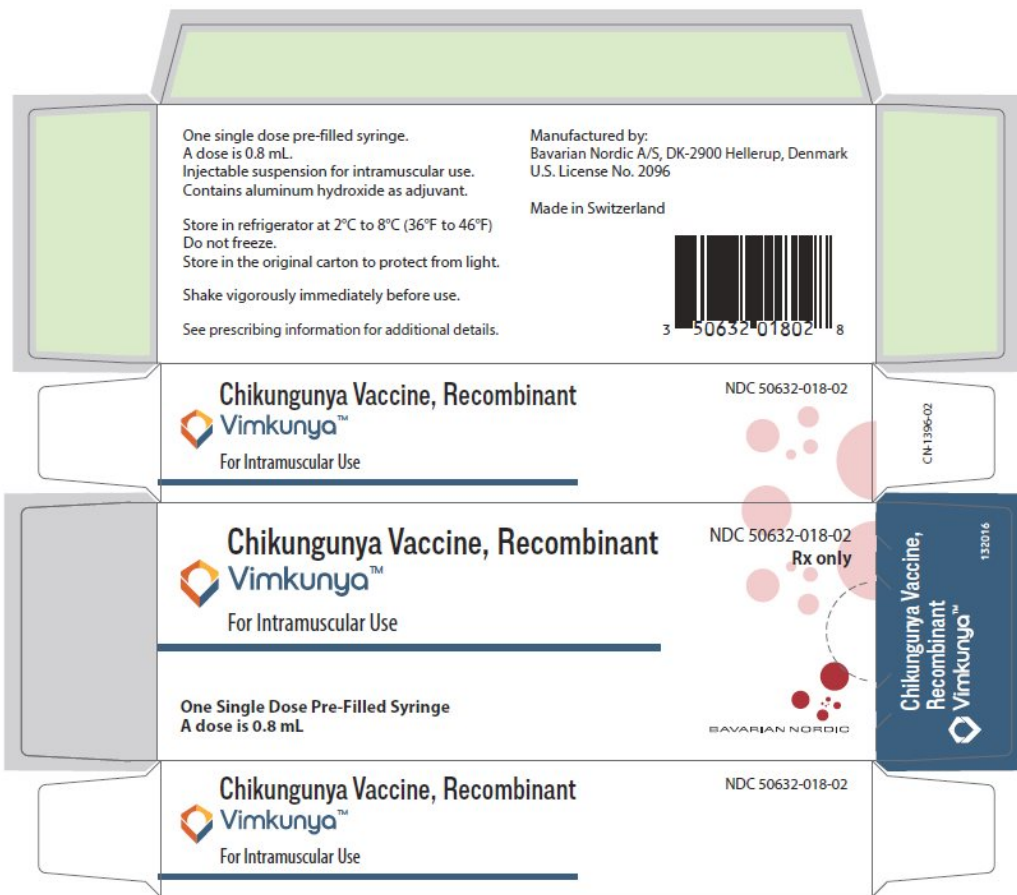 One single dose pre-filled syringe.
A dose is 0.8 mL.
Injectable suspension for intramuscular use.
Contains aluminum hydroxide as adjuvant.
Store in refrigerator at 2°C to 8°C (36°F to 46°F)
Do not freeze.
Store in the original carton to protect from light.
Shake vigorously immediately before use.
See prescribing information for additional details.
Manufactured by:
Bavarian Nordic A/S, DK-2900 Hellerup, Denmark
U.S. License No. 2096
Made in Switzerland
3 50632 01802 8
Chikungunya Vaccine, Recombinant
Vimkunya™
For Intramuscular Use
NDC 50632-018-02
CN-1396-02
Chikungunya Vaccine, Recombinant
Vimkunya™
For Intramuscular Use
NDC 50632-018-02
Rx only
One Single Dose Pre-Filled Syringe
A dose is 0.8 mL
BAVARIAN NORDIC
Chikungunya Vaccine,
Recombinant
Vimkunya™
132016
Chikungunya Vaccine, Recombinant
Vimkunya™
For Intramuscular Use
NDC 50632-018-02